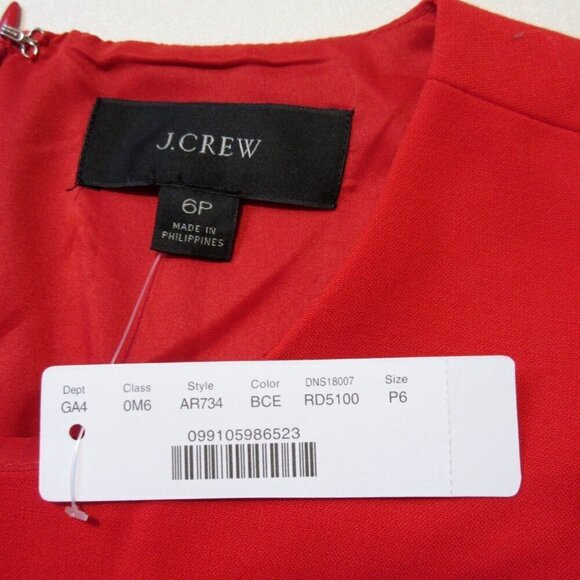 J.CREW
6P
MADE IN
PHILIPPINES
Dept Class Style Color DNS18007 Size
GA4 0M6 AR734 BCE RD5100 P6
099105986523